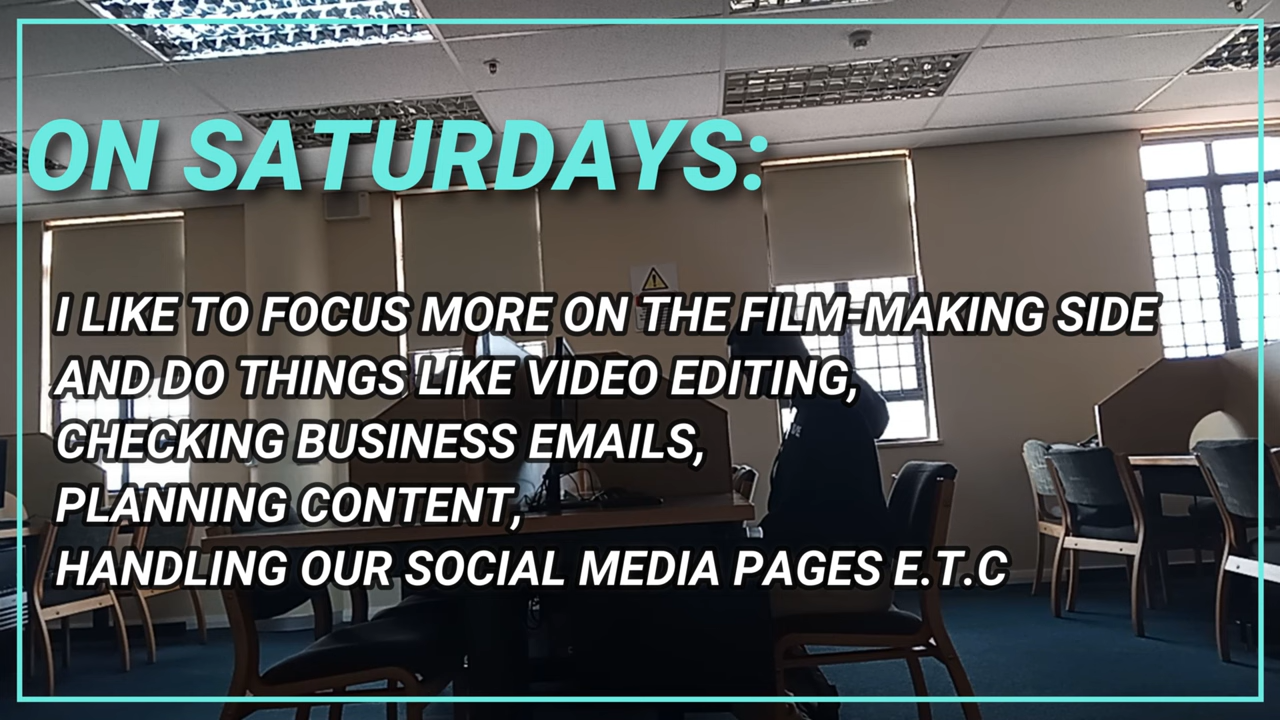 ON SATURDAYS:
I LIKE TO FOCUS MORE ON THE FILM-MAKING SIDE
AND DO THINGS LIKE VIDEO EDITING,
CHECKING BUSINESS EMAILS,
PLANNING CONTENT,
HANDLING OUR SOCIAL MEDIA PAGES E.T.C